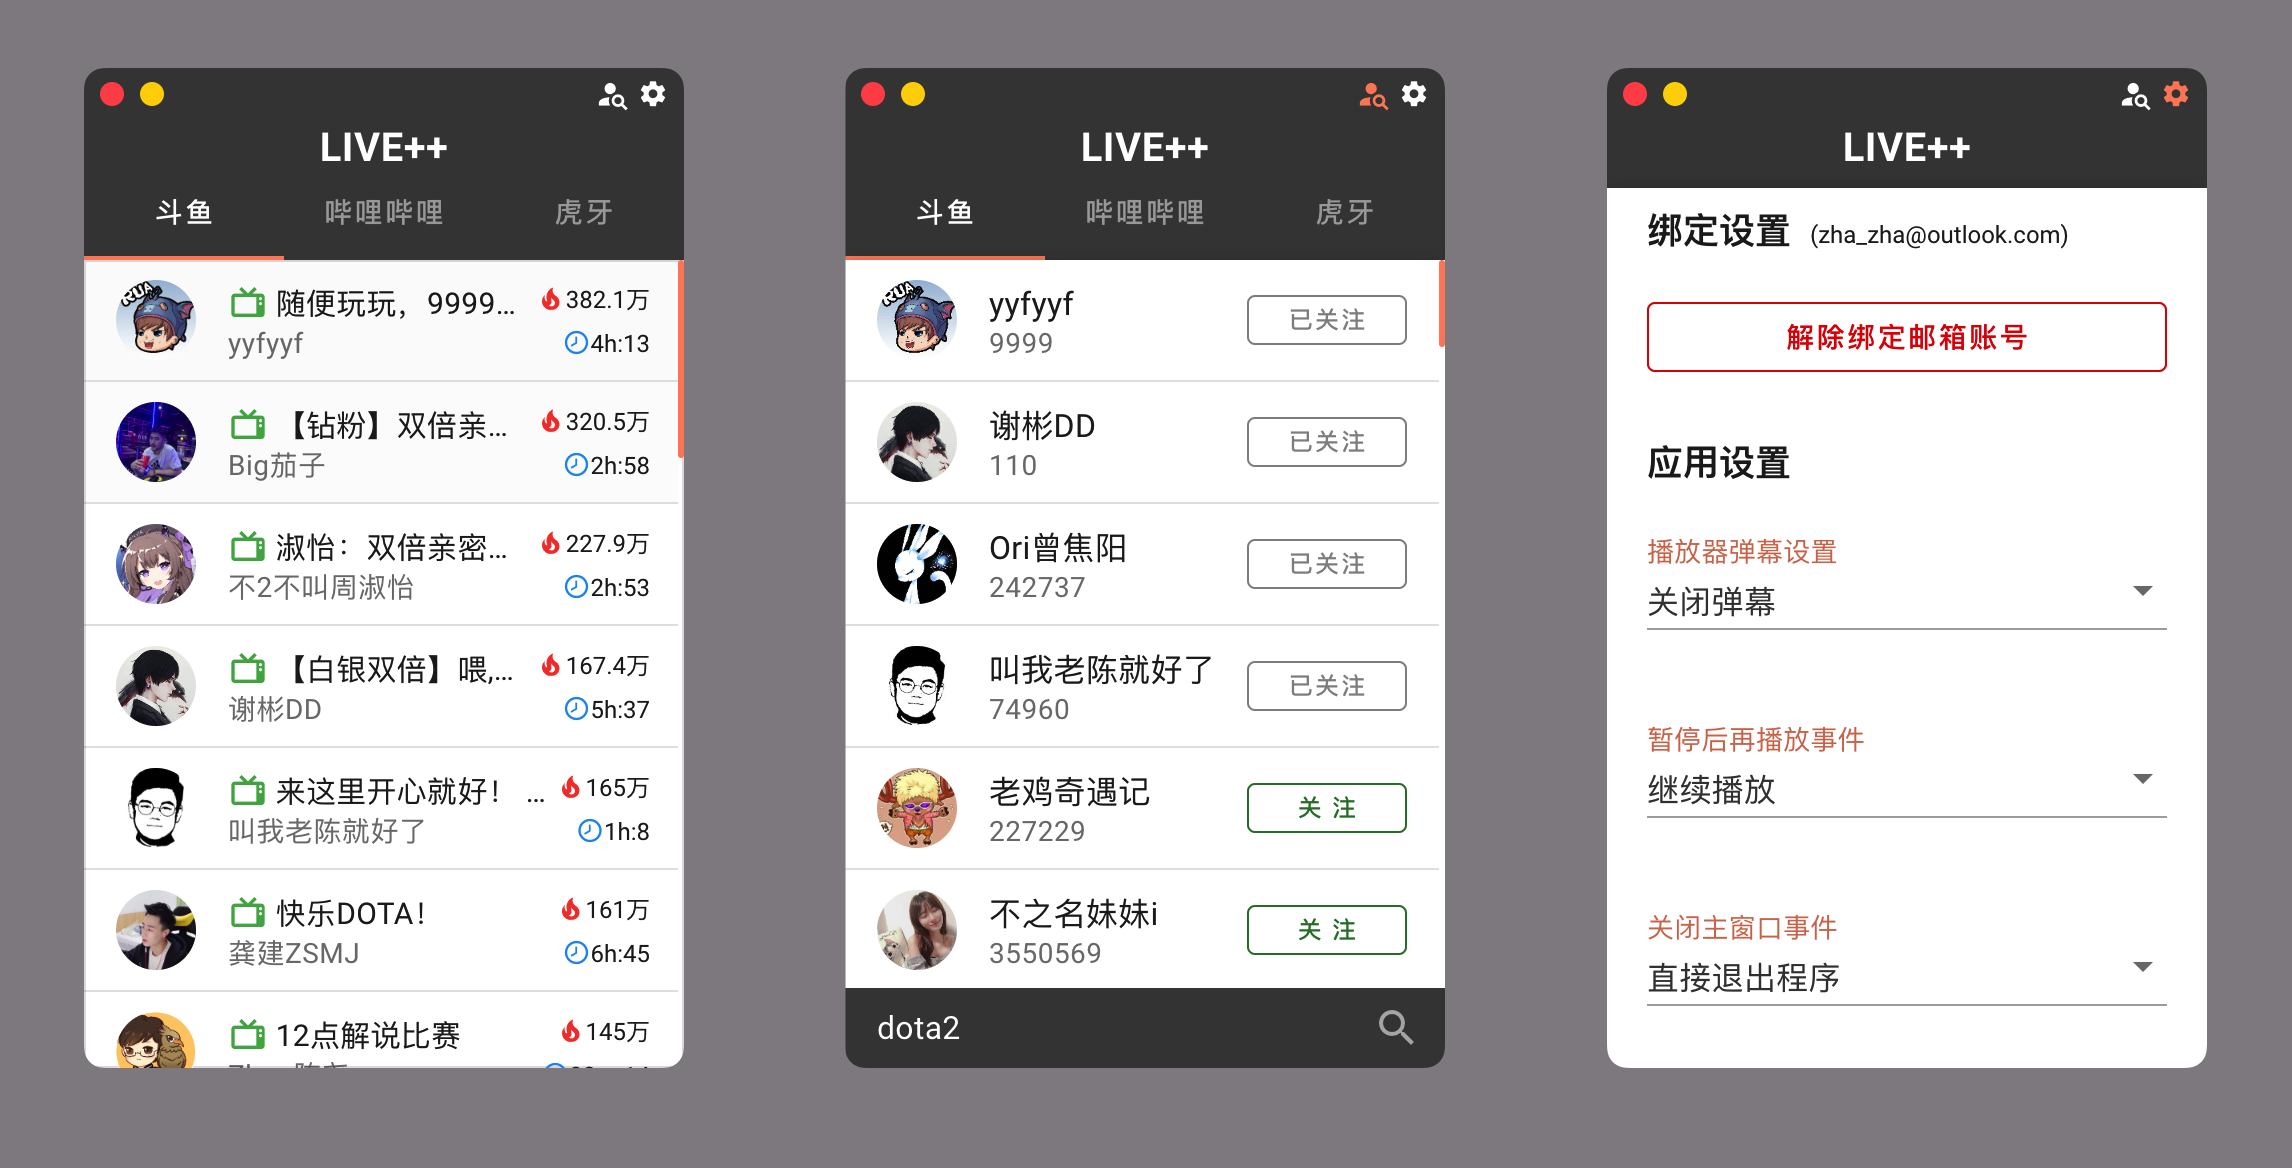 LIVE++
斗鱼 哔哩哔哩 虎牙
RUA
随便玩玩，9999... 382.1万
yyfyyf 4h:13
【钻粉】双倍亲... 320.5万
Big茄子 2h:58
淑怡：双倍亲密... 227.9万
不2不叫周淑怡 2h:53
【白银双倍】喂,... 167.4万
谢彬DD 5h:37
来这里开心就好！ ... 165万
叫我老陈就好了 1h:8
快乐DOTA！ 161万
龚建ZSMJ 6h:45
12点解说比赛 145万
LIVE++
斗鱼 哔哩哔哩 虎牙
RUA
yyfyyf
9999
已关注
谢彬DD
110
已关注
Ori曾焦阳
242737
已关注
叫我老陈就好了
74960
已关注
老鸡奇遇记
227229
关 注
不之名妹妹i
3550569
关 注
dota2
LIVE++
绑定设置 (zha_zha@outlook.com)
解除绑定邮箱账号
应用设置
播放器弹幕设置
关闭弹幕
暂停后再播放事件
继续播放
关闭主窗口事件
直接退出程序